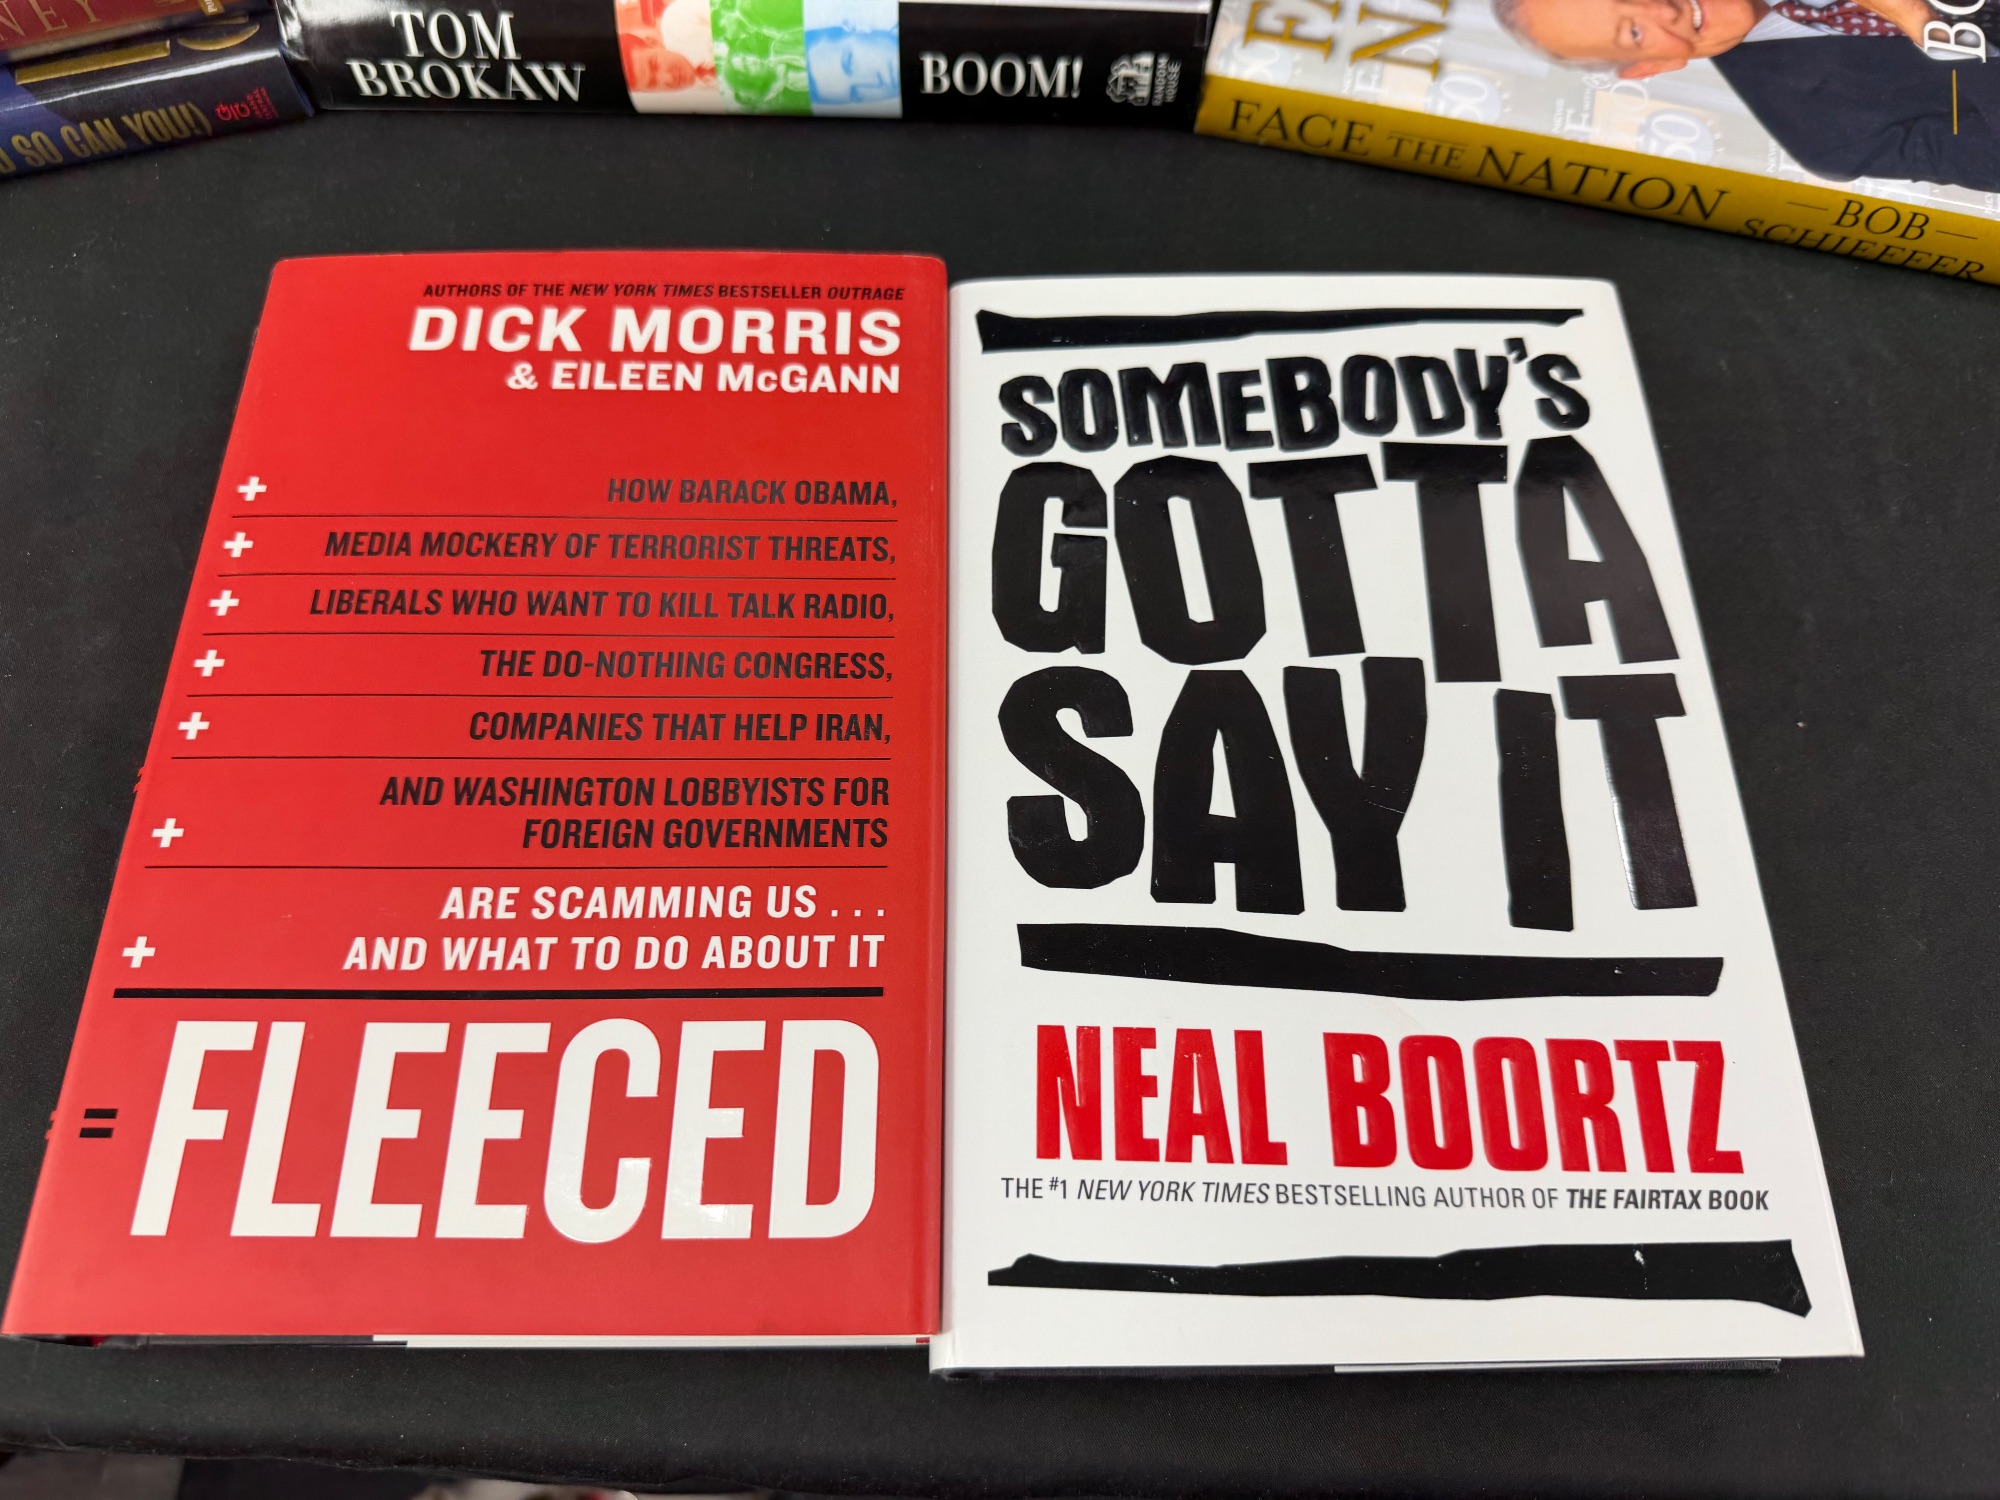 TOM
BROKAW
BOOM!
RANDOM
HOUSE
SO CAN YOU!)
FACE THE NATION
— BOB —
SCHIEFFER
AUTHORS OF THE NEW YORK TIMES BESTSELLER OUTRAGE
DICK MORRIS
& EILEEN McGANN
+ HOW BARACK OBAMA,
+ MEDIA MOCKERY OF TERRORIST THREATS,
+ LIBERALS WHO WANT TO KILL TALK RADIO,
+ THE DO-NOTHING CONGRESS,
+ COMPANIES THAT HELP IRAN,
AND WASHINGTON LOBBYISTS FOR
+ FOREIGN GOVERNMENTS
ARE SCAMMING US . . .
+ AND WHAT TO DO ABOUT IT
= FLEECED
SOMEBODY'S
GOTTA
SAY IT
NEAL BOORTZ
THE #1 NEW YORK TIMES BESTSELLING AUTHOR OF THE FAIRTAX BOOK